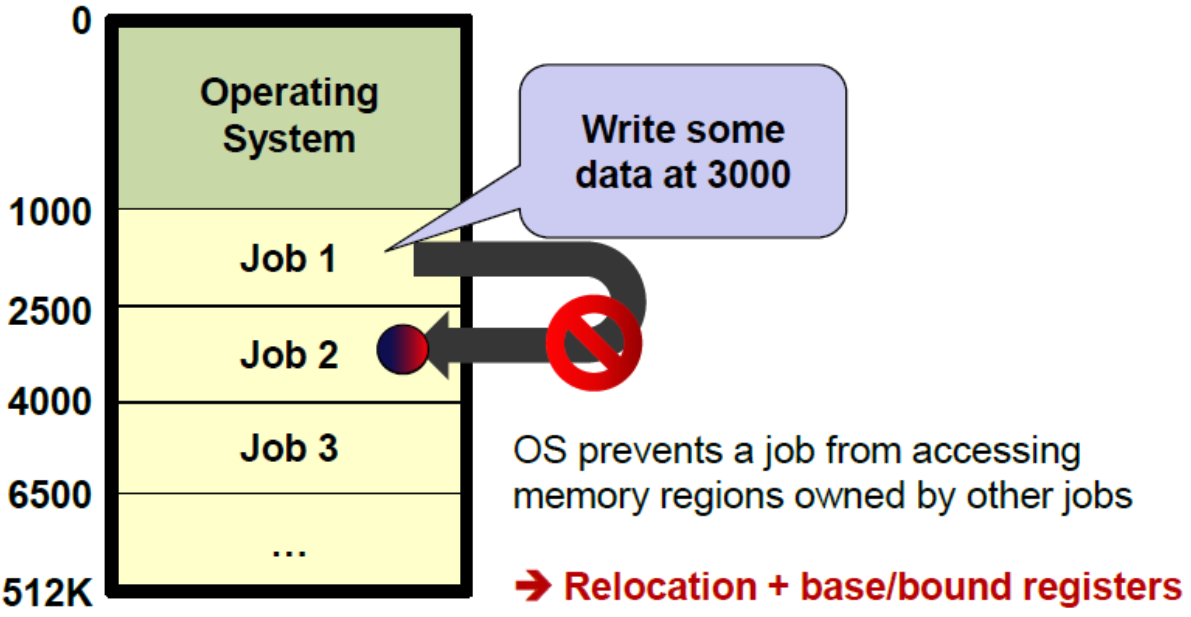 0
Operating
System
Write some
data at 3000
1000
Job 1
2500
Job 2
4000
Job 3
OS prevents a job from accessing
memory regions owned by other jobs
6500
...
512K
➔ Relocation + base/bound registers